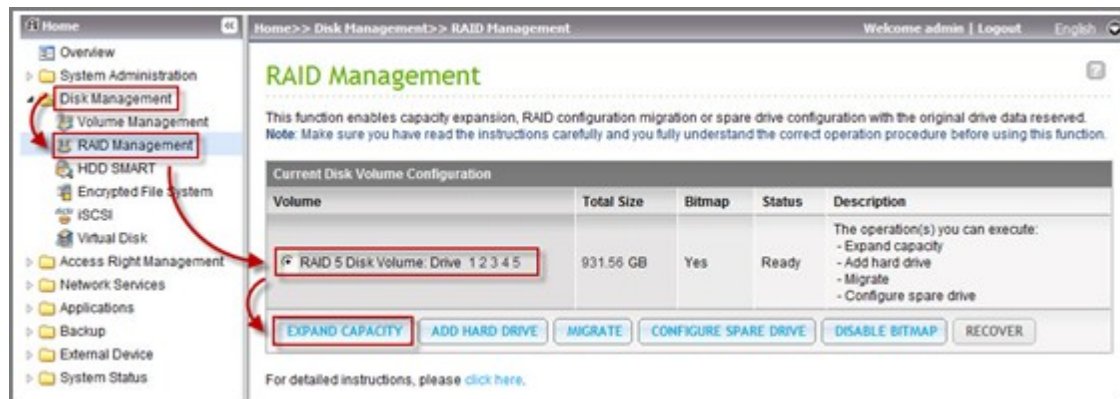 Home
Home>> Disk Management>> RAID Management
Welcome admin | Logout
English
Overview
System Administration
Disk Management
Volume Management
RAID Management
HDD SMART
Encrypted File System
iSCSI
Virtual Disk
Access Right Management
Network Services
Applications
Backup
External Device
System Status
RAID Management
This function enables capacity expansion, RAID configuration migration or spare drive configuration with the original drive data reserved.
Note: Make sure you have read the instructions carefully and you fully understand the correct operation procedure before using this function.
Current Disk Volume Configuration
Volume Total Size Bitmap Status Description
RAID 5 Disk Volume: Drive 1 2 3 4 5 931.56 GB Yes Ready
The operation(s) you can execute:
- Expand capacity
- Add hard drive
- Migrate
- Configure spare drive
EXPAND CAPACITY ADD HARD DRIVE MIGRATE CONFIGURE SPARE DRIVE DISABLE BITMAP RECOVER
For detailed instructions, please click here.